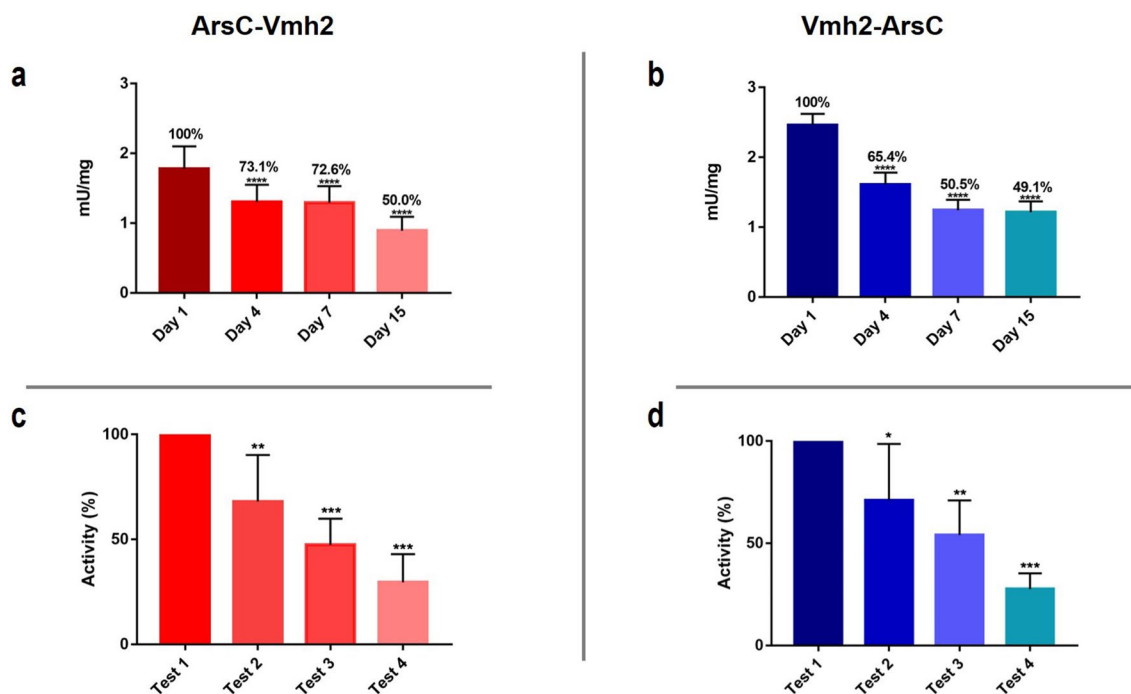 ArsC-Vmh2
Vmh2-ArsC
a
3
2
1
0
mU/mg
100%
73.1%
****
72.6%
****
50.0%
****
Day 1
Day 4
Day 7
Day 15
b
3
2
1
0
mU/mg
100%
65.4%
****
50.5%
****
49.1%
****
Day 1
Day 4
Day 7
Day 15
c
100
50
0
Activity (%)
**
***
***
Test 1
Test 2
Test 3
Test 4
d
100
50
0
Activity (%)
*
**
***
Test 1
Test 2
Test 3
Test 4